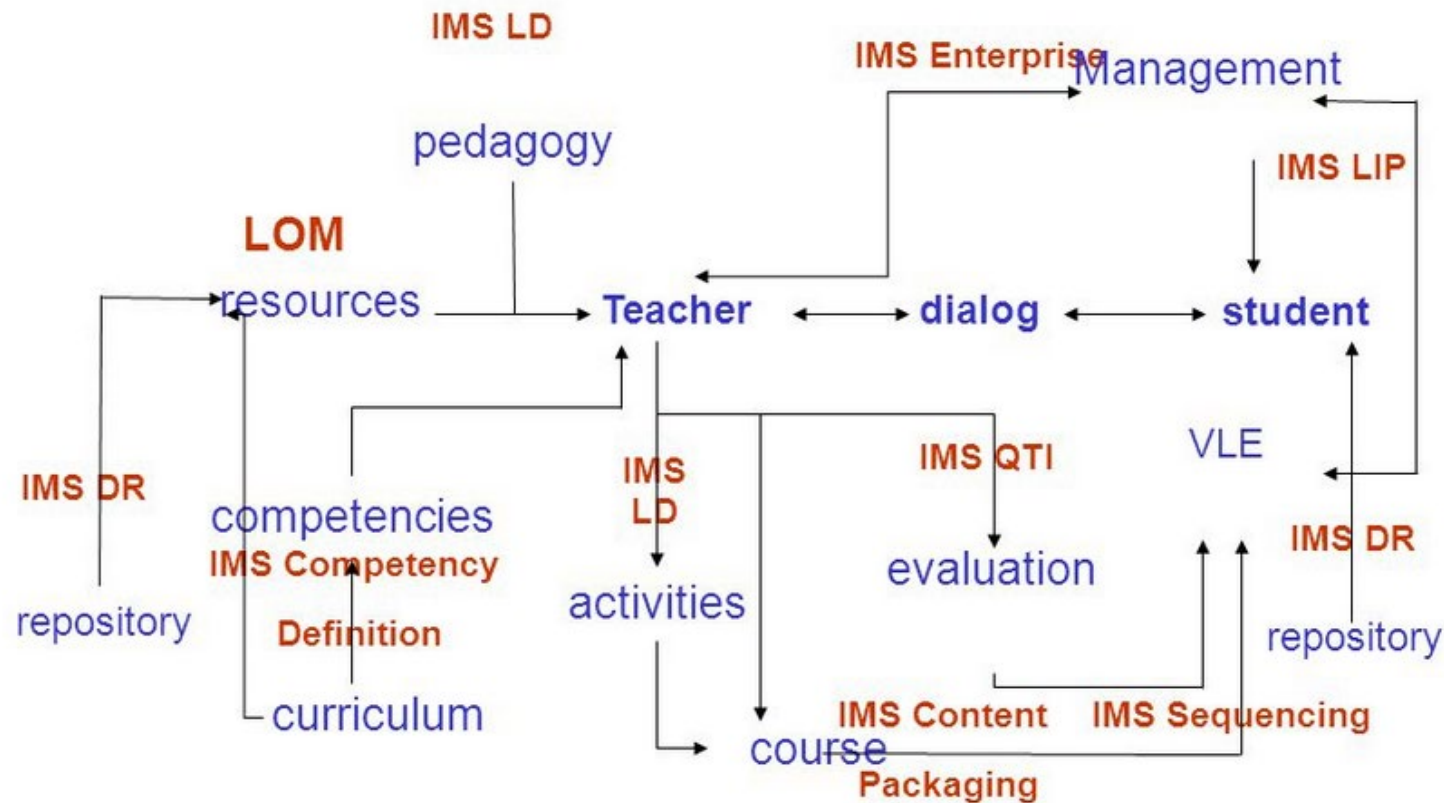 IMS LD
IMS Enterprise
Management
pedagogy
IMS LIP
LOM
resources
Teacher
dialog
student
VLE
IMS DR
IMS
LD
IMS QTI
competencies
IMS Competency
Definition
IMS DR
evaluation
activities
repository
repository
curriculum
IMS Content
IMS Sequencing
course
Packaging